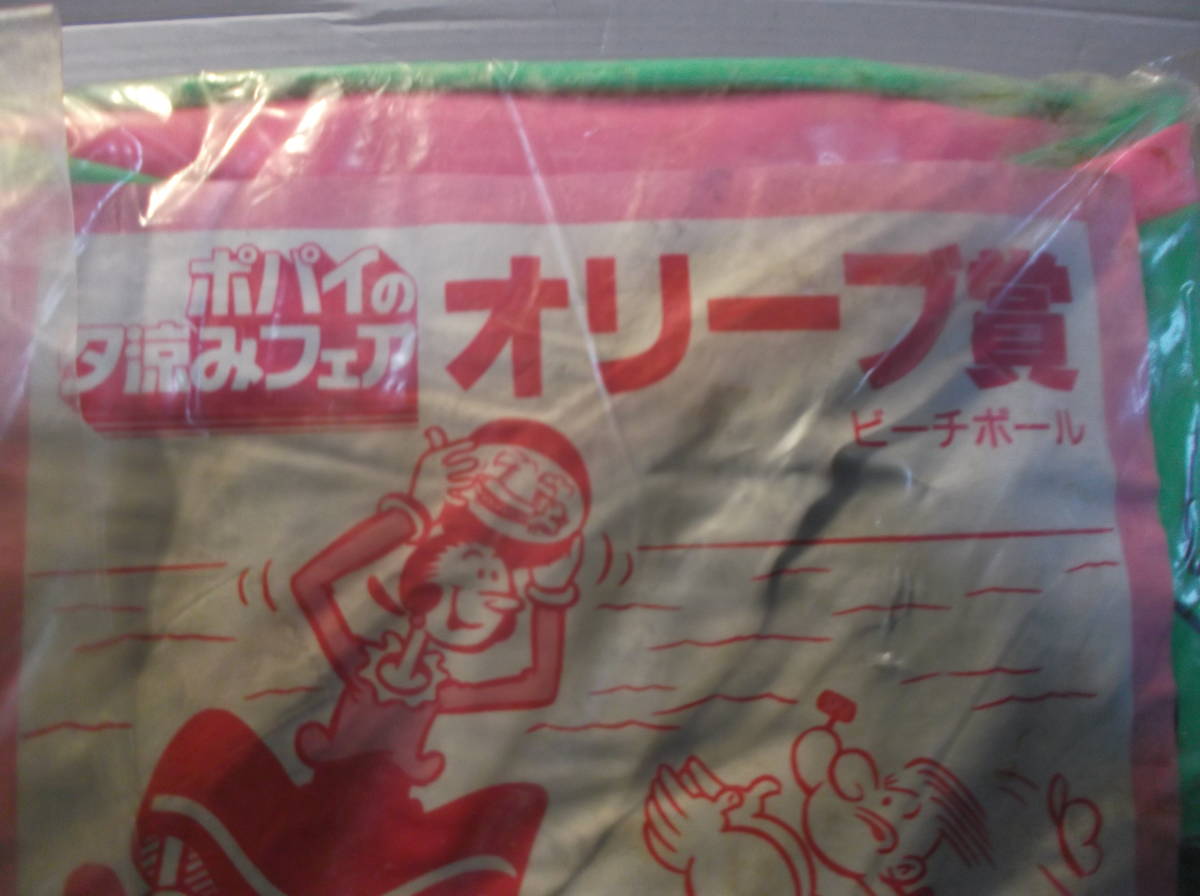 ポパイの
夕涼みフェア
オリーブ賞
ビーチボール